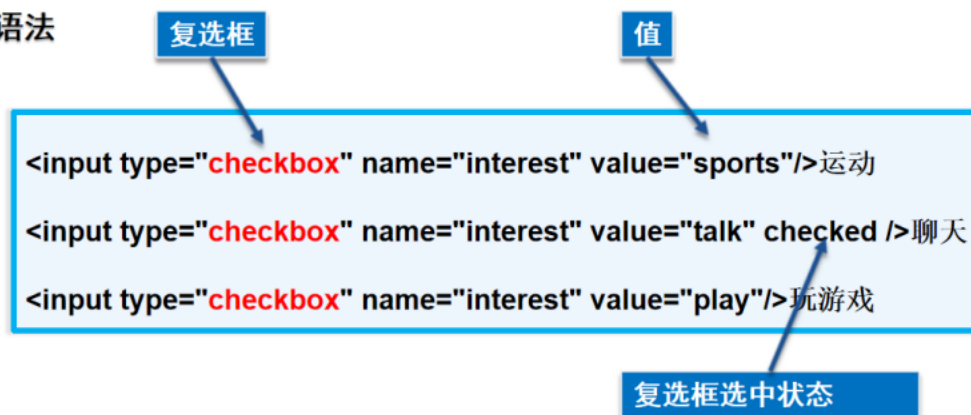 语法
复选框
值
<input type="checkbox" name="interest" value="sports"/>运动
<input type="checkbox" name="interest" value="talk" checked />聊天
<input type="checkbox" name="interest" value="play"/>玩游戏
复选框选中状态